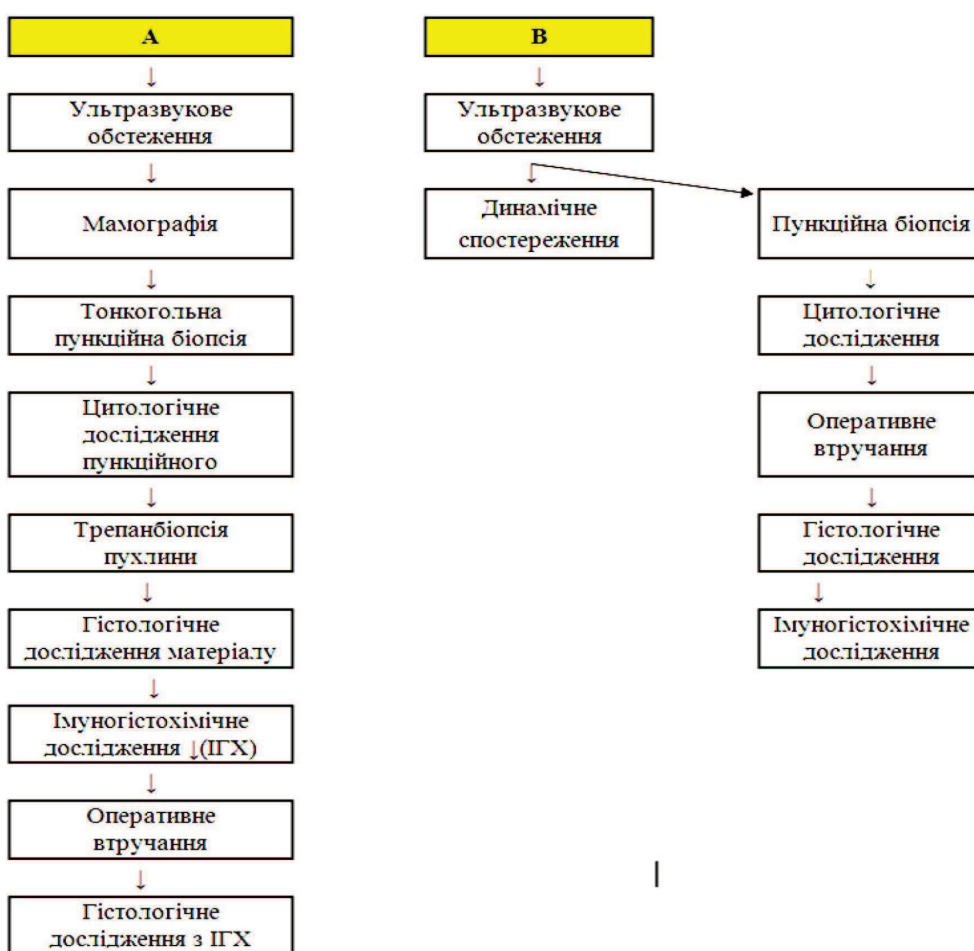 A
↓
Ультразвукове
обстеження
↓
Мамографія
↓
Тонкогольна
пункційна біопсія
↓
Цитологічне
дослідження
пункційного
↓
Трепанбіопсія
пухлини
↓
Гістологічне
дослідження матеріалу
↓
Імуногістохімічне
дослідження ↓(ІГХ)
↓
Оперативне
втручання
↓
Гістологічне
дослідження з ІГХ
B
↓
Ультразвукове
обстеження
↓
Динамічне
спостереження
Пункційна біопсія
↓
Цитологічне
дослідження
↓
Оперативне
втручання
↓
Гістологічне
дослідження
↓
Імуногістохімічне
дослідження